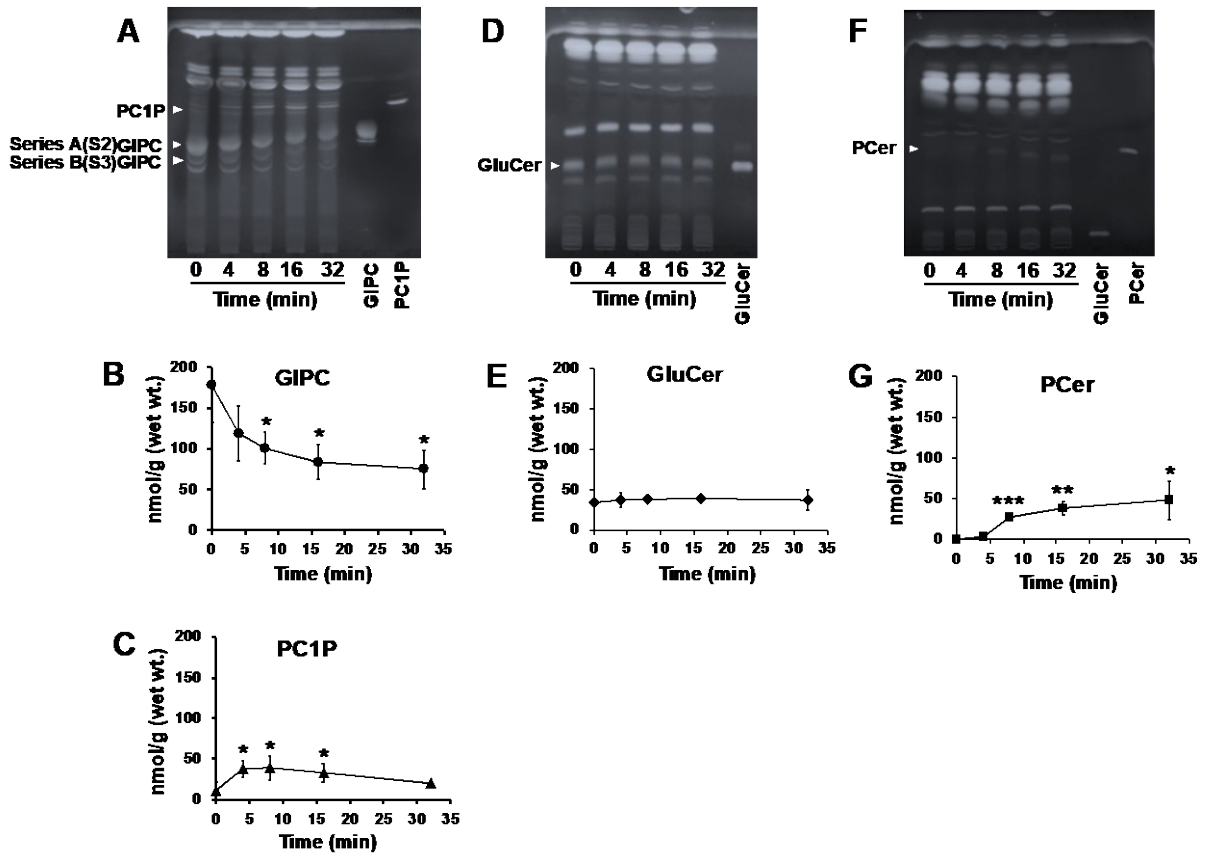 A
PC1P
Series A(S2)GIPC
Series B(S3)GIPC
0 4 8 16 32
Time (min)
GIPC
PC1P
D
GluCer
0 4 8 16 32
Time (min)
GluCer
F
PCer
0 4 8 16 32
Time (min)
GluCer
PCer
B
GIPC
nmol/g (wet wt.)
200
150
100
50
0
* * *
0 5 10 15 20 25 30 35
Time (min)
E
GluCer
nmol/g (wet wt.)
200
150
100
50
0
0 5 10 15 20 25 30 35
Time (min)
G
PCer
nmol/g (wet wt.)
200
150
100
50
0
*** ** *
0 5 10 15 20 25 30 35
Time (min)
C
PC1P
nmol/g (wet wt.)
200
150
100
50
0
* * *
0 5 10 15 20 25 30 35
Time (min)